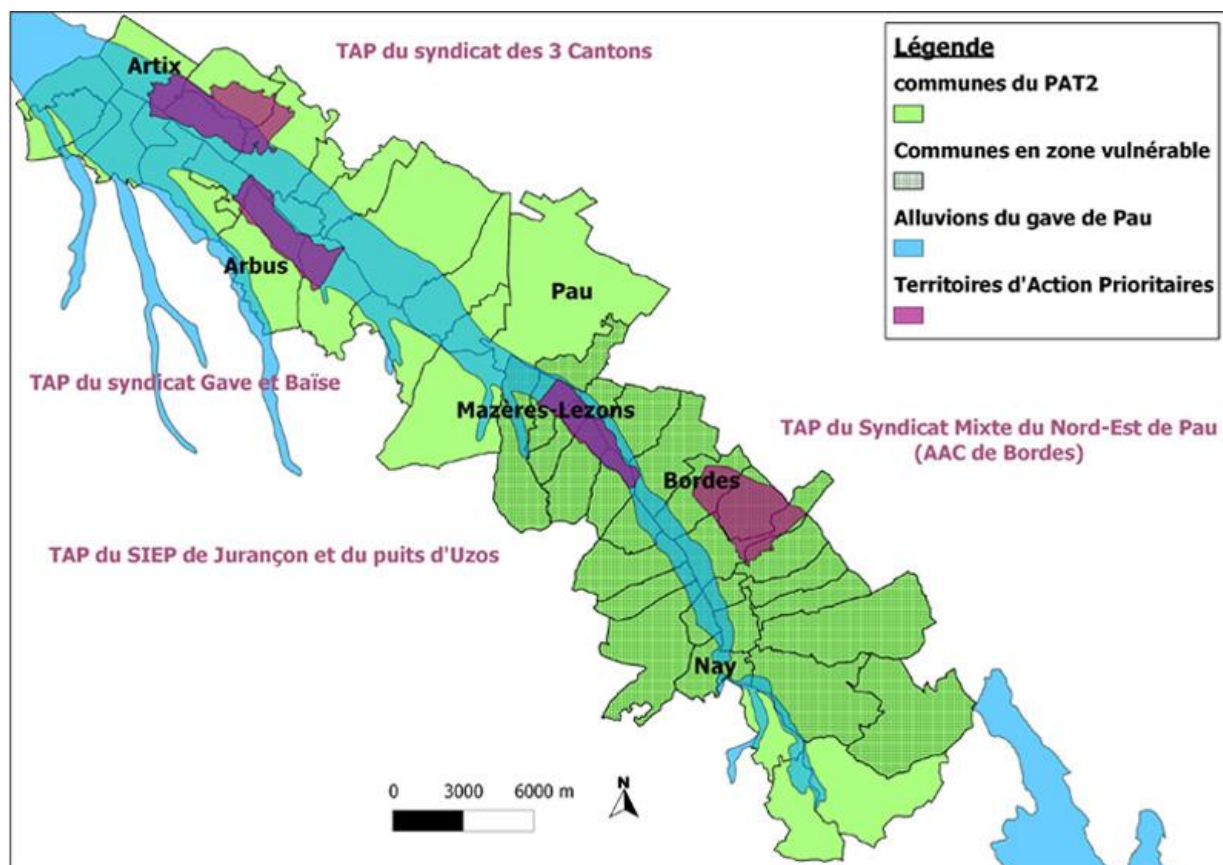 TAP du syndicat des 3 Cantons
Artix
Arbus
Pau
TAP du syndicat Gave et Baïse
Mazères-Lezons
TAP du Syndicat Mixte du Nord-Est de Pau
(AAC de Bordes)
Bordes
TAP du SIEP de Jurançon et du puits d'Uzos
Nay
0 3000 6000 m
N
Légende
communes du PAT2
Communes en zone vulnérable
Alluvions du gave de Pau
Territoires d'Action Prioritaires